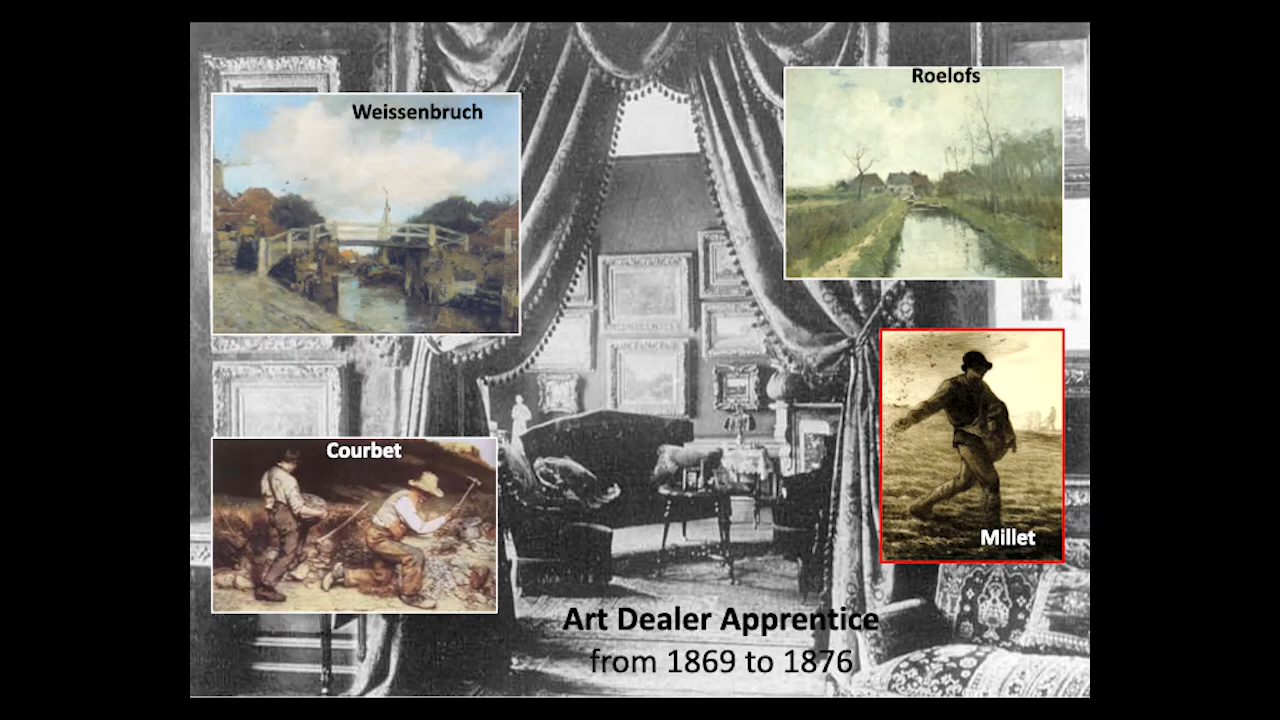 Weissenbruch
Roelofs
Courbet
Millet
Art Dealer Apprentice
from 1869 to 1876